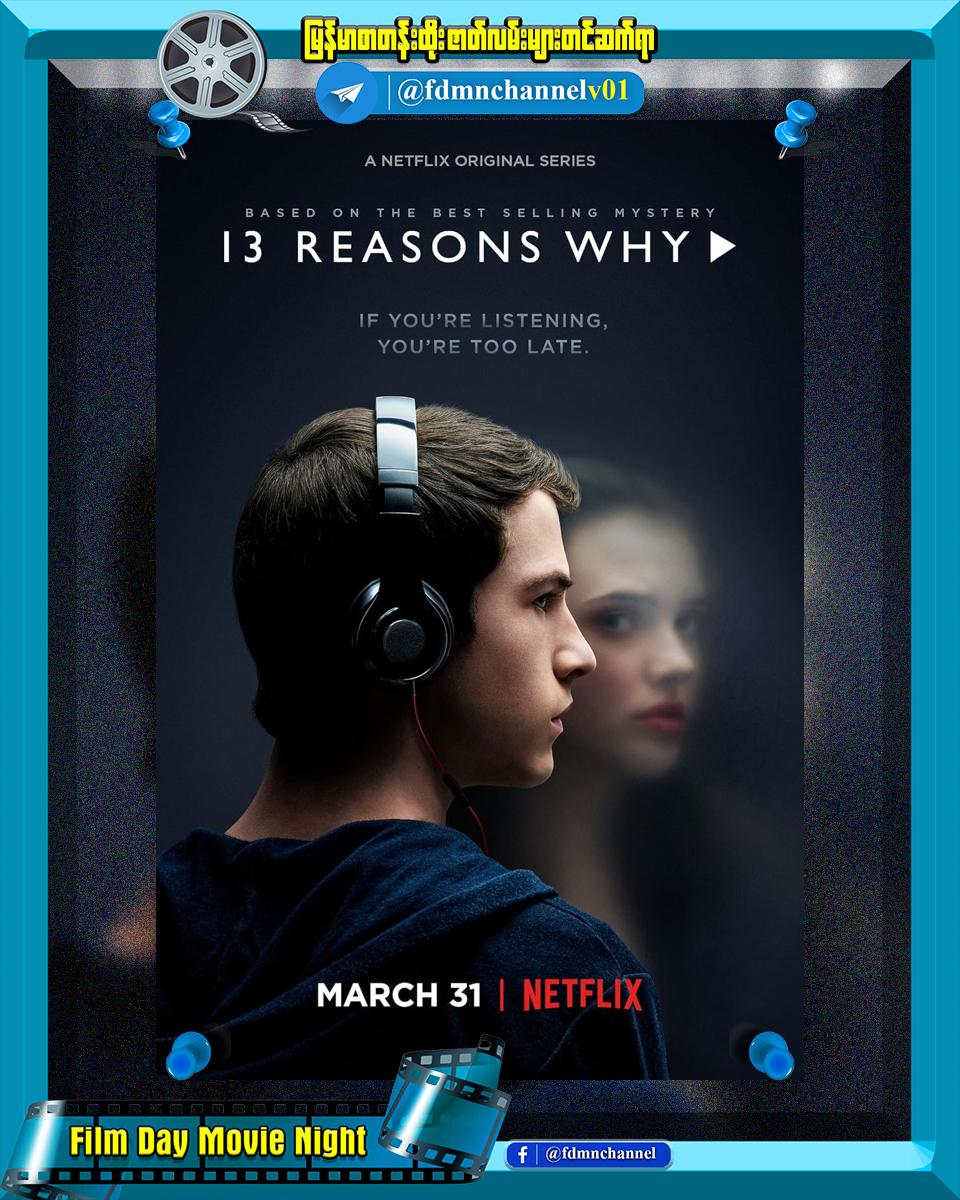 မြန်မာစာတန်းထိုးဇာတ်လမ်းများတင်ဆက်ရာ
@fdmnchannelv01
A NETFLIX ORIGINAL SERIES
BASED ON THE BEST SELLING MYSTERY
13 REASONS WHY
IF YOU'RE LISTENING,
YOU'RE TOO LATE.
MARCH 31 | NETFLIX
Film Day Movie Night
f | @fdmnchannel